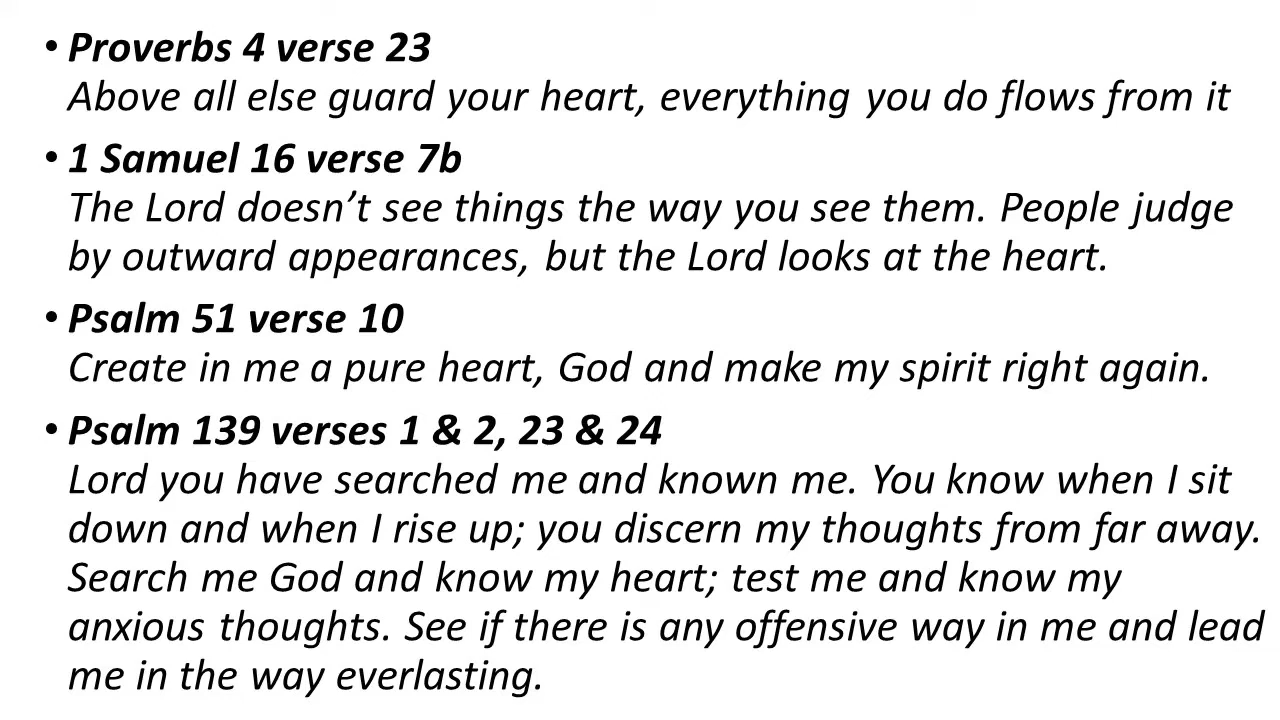 • Proverbs 4 verse 23
Above all else guard your heart, everything you do flows from it
• 1 Samuel 16 verse 7b
The Lord doesn’t see things the way you see them. People judge
by outward appearances, but the Lord looks at the heart.
• Psalm 51 verse 10
Create in me a pure heart, God and make my spirit right again.
• Psalm 139 verses 1 & 2, 23 & 24
Lord you have searched me and known me. You know when I sit
down and when I rise up; you discern my thoughts from far away.
Search me God and know my heart; test me and know my
anxious thoughts. See if there is any offensive way in me and lead
me in the way everlasting.